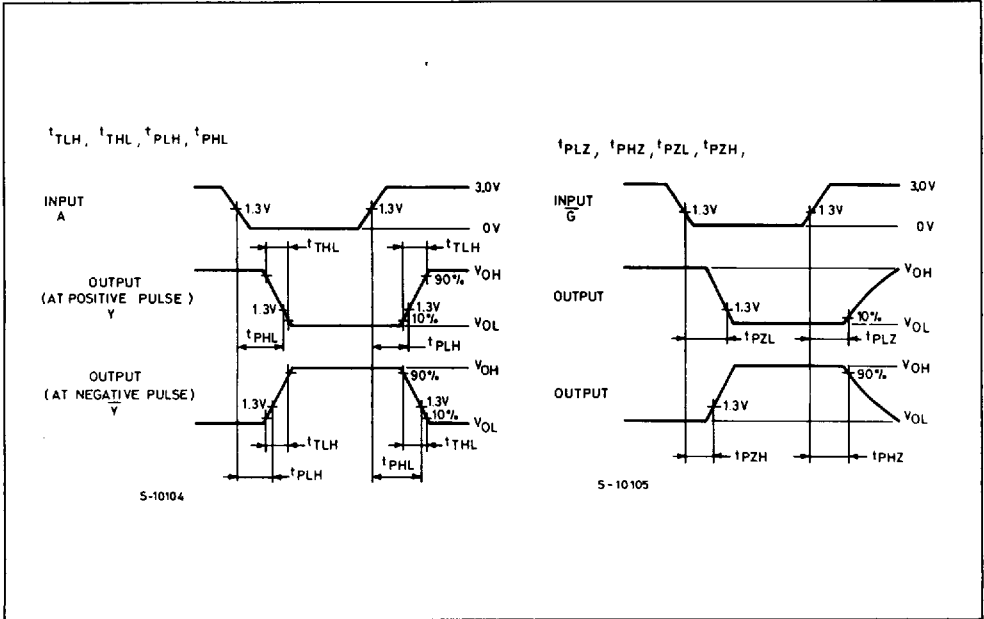 tTLH, tTHL, tPLH, tPHL
INPUT
A
3.0V
1.3V
1.3V
0V
tTHL
tTLH
OUTPUT
(AT POSITIVE PULSE)
Y
VOH
90%
1.3V
1.3V
10%
VOL
tPHL
tPLH
OUTPUT
(AT NEGATIVE PULSE)
Y̅
VOH
90%
1.3V
1.3V
10%
VOL
tTLH
tTHL
tPLH
tPHL
S-10104
tPLZ, tPHZ, tPZL, tPZH,
INPUT
G̅
3.0V
1.3V
1.3V
0V
OUTPUT
VOH
1.3V
10%
VOL
tPZL
tPLZ
OUTPUT
VOH
90%
1.3V
VOL
tPZH
tPHZ
S-10105